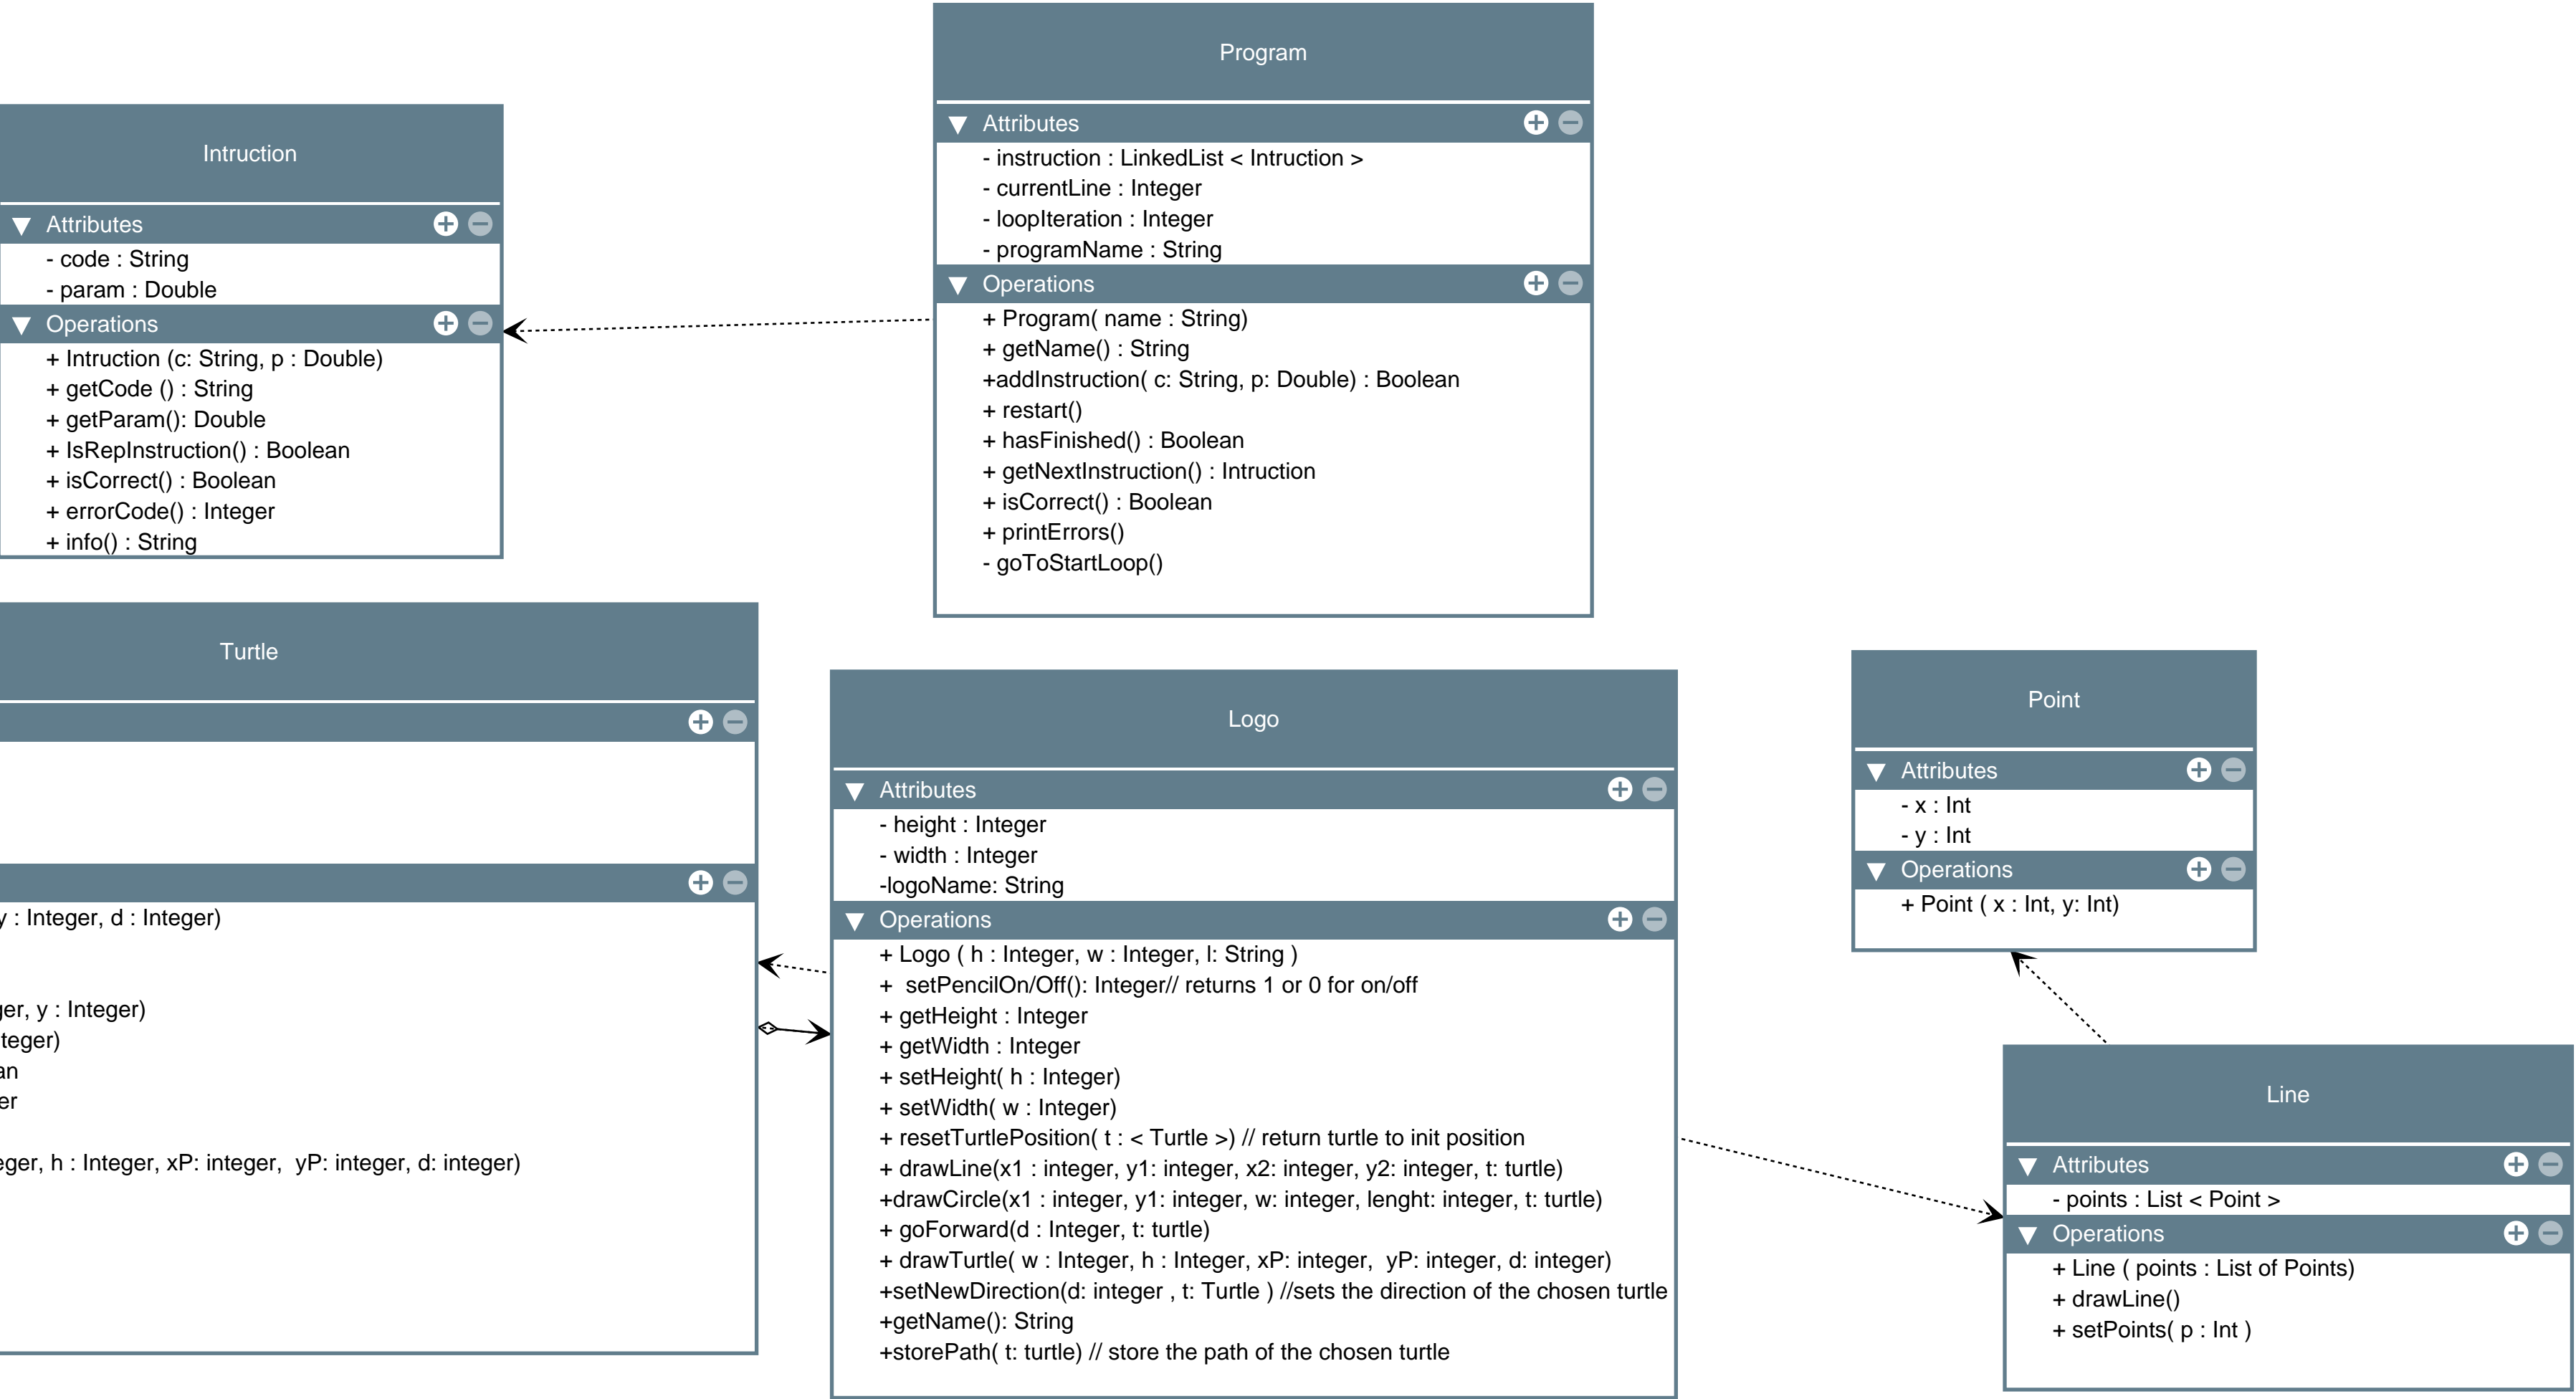 Program
Attributes
- instruction : LinkedList < Intruction >
- currentLine : Integer
- loopIteration : Integer
- programName : String
Operations
+ Program( name : String)
+ getName() : String
+addInstruction( c: String, p: Double) : Boolean
+ restart()
+ hasFinished() : Boolean
+ getNextInstruction() : Intruction
+ isCorrect() : Boolean
+ printErrors()
- goToStartLoop()
Intruction
Attributes
- code : String
- param : Double
Operations
+ Intruction (c: String, p : Double)
+ getCode () : String
+ getParam(): Double
+ IsRepInstruction() : Boolean
+ isCorrect() : Boolean
+ errorCode() : Integer
+ info() : String
Turtle
y : Integer, d : Integer)
ger, y : Integer)
teger)
an
er
eger, h : Integer, xP: integer,  yP: integer, d: integer)
Logo
Attributes
- height : Integer
- width : Integer
-logoName: String
Operations
+ Logo ( h : Integer, w : Integer, l: String )
+  setPencilOn/Off(): Integer// returns 1 or 0 for on/off
+ getHeight : Integer
+ getWidth : Integer
+ setHeight( h : Integer)
+ setWidth( w : Integer)
+ resetTurtlePosition( t : < Turtle >) // return turtle to init position
+ drawLine(x1 : integer, y1: integer, x2: integer, y2: integer, t: turtle)
+drawCircle(x1 : integer, y1: integer, w: integer, lenght: integer, t: turtle)
+ goForward(d : Integer, t: turtle)
+ drawTurtle( w : Integer, h : Integer, xP: integer,  yP: integer, d: integer)
+setNewDirection(d: integer , t: Turtle ) //sets the direction of the chosen turtle
+getName(): String
+storePath( t: turtle) // store the path of the chosen turtle
Point
Attributes
- x : Int
- y : Int
Operations
+ Point ( x : Int, y: Int)
Line
Attributes
- points : List < Point >
Operations
+ Line ( points : List of Points)
+ drawLine()
+ setPoints( p : Int )